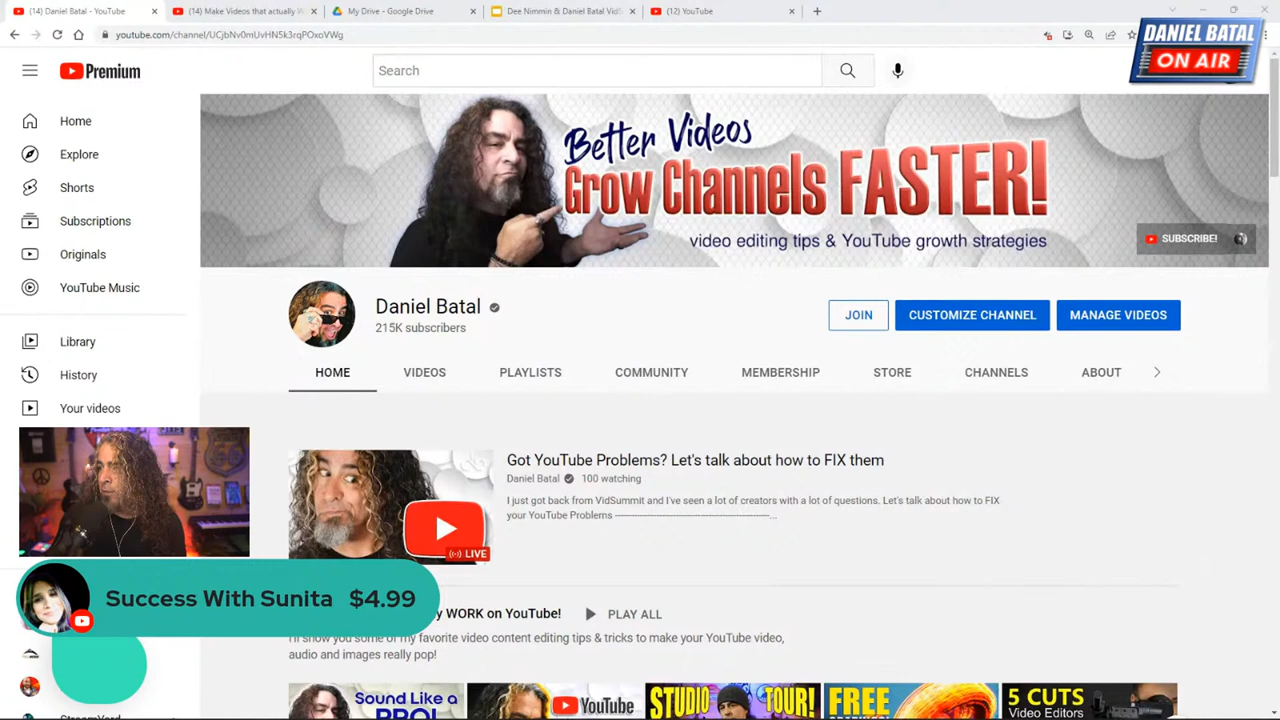 (14) Daniel Batal - YouTube
(14) Make Videos that actually W
My Drive - Google Drive
Dee Nimmin & Daniel Batal VidS
(12) YouTube
youtube.com/channel/UCjbNv0mUvHN5k3rqPOxoVWg
DANIEL BATAL
ON AIR
Premium
Search
Home
Explore
Shorts
Subscriptions
Originals
YouTube Music
Library
History
Your videos
Better Videos
Grow Channels FASTER!
video editing tips & YouTube growth strategies
SUBSCRIBE!
Daniel Batal
215K subscribers
JOIN
CUSTOMIZE CHANNEL
MANAGE VIDEOS
HOME
VIDEOS
PLAYLISTS
COMMUNITY
MEMBERSHIP
STORE
CHANNELS
ABOUT
LIVE
Got YouTube Problems? Let's talk about how to FIX them
Daniel Batal
100 watching
I just got back from VidSummit and I've seen a lot of creators with a lot of questions. Let's talk about how to FIX
your YouTube Problems -----------------------------------------...
Success With Sunita $4.99
y WORK on YouTube!
PLAY ALL
I'll show you some of my favorite video content editing tips & tricks to make your YouTube video,
audio and images really pop!
Sound Like a
PRO!
YouTube
STUDIO
TOUR!
FREE
5 CUTS
Video Editors
StreamYard